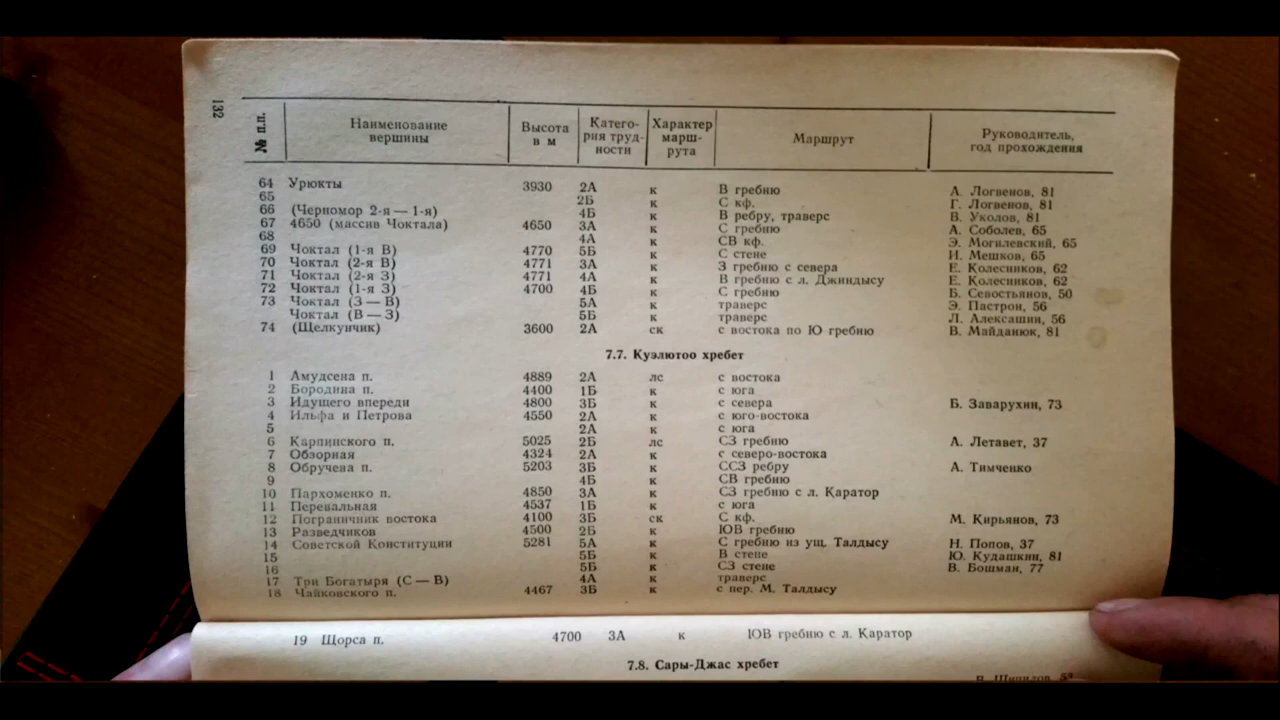 132
№ п.п. Наименование вершины Высота в м Катего-рия труд-ности Характер марш-рута Маршрут Руководитель, год прохождения
64 Урюкты 3930 2А к В гребню А. Логвенов, 81
65 2Б к С кф. Г. Логвенов, 81
66 (Черномор 2-я — 1-я) 4Б к В ребру, траверс В. Уколов, 81
67 4650 (массив Чоктала) 4650 3А к С гребню А. Соболев, 65
68 4А к СВ кф. Э. Могилевский, 65
69 Чоктал (1-я В) 4770 5Б к С стене И. Мешков, 65
70 Чоктал (2-я В) 4771 3А к З гребню с севера Е. Колесников, 62
71 Чоктал (2-я З) 4771 4А к В гребню с л. Джиндысу Е. Колесников, 62
72 Чоктал (1-я З) 4700 4Б к С гребню Б. Севостьянов, 50
73 Чоктал (З — В) 5А к траверс Э. Пастрон, 56
Чоктал (В — З) 5Б к траверс Л. Алексашин, 56
74 (Щелкунчик) 3600 2А ск с востока по Ю гребню В. Майданюк, 81
7.7. Куэлютоо хребет
1 Амудсена п. 4889 2А лс с востока
2 Бородина п. 4400 1Б к с юга
3 Идущего впереди 4800 3Б к с севера Б. Заварухин, 73
4 Ильфа и Петрова 4550 2А к с юго-востока
5 2А к с юга
6 Карпинского п. 5025 2Б лс СЗ гребню А. Летавет, 37
7 Обзорная 4324 2А к с северо-востока
8 Обручева п. 5203 3Б к ССЗ ребру А. Тимченко
9 4Б к СВ гребню
10 Пархоменко п. 4850 3А к СЗ гребню с л. Каратор
11 Перевальная 4537 1Б к с юга
12 Пограничник востока 4100 3Б ск С кф. М. Кирьянов, 73
13 Разведчиков 4500 2Б к ЮВ гребню
14 Советской Конституции 5281 5А к С гребню из ущ. Талдысу Н. Попов, 37
15 5Б к В стене Ю. Кудашкин, 81
16 5Б к СЗ стене В. Бошман, 77
17 Три Богатыря (С — В) 4А к траверс
18 Чайковского п. 4467 3Б к с пер. М. Талдысу
19 Щорса п. 4700 3А к ЮВ гребню с л. Каратор
7.8. Сары-Джас хребет